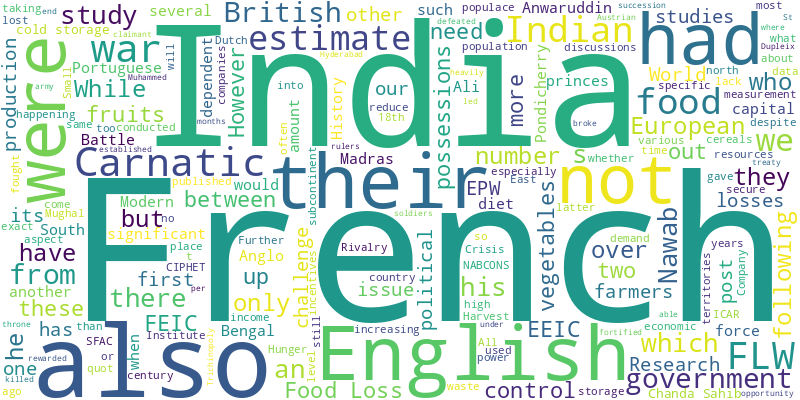 taking ago study several British other need Indian had discussions succession Austrian claimant most
lost end cold storage estimate such populace Anwaruddin St Dupleix
about where what
production were India war Portuguese However dependent Dutch will companies into our Hyderabad defeated heavily north
While fruits amount often History reduce 18th Ali possessions Pondicherry princes World lack who data
happening too conducted led more specific measurement
same Battle established army Muhammed months broke food capital despite
fought Carnatic their Madras rulers number s European out we
published Mughal come would especially East EPW not various cereals
its Modern between subcontinent diet latter whether time resources they
exact South but no significant Nawab treaty gave secure
aspect have place Further Anglo soldiers vegetables over demand losses
from first t French Rivalry his two years post
another these there CIPHET up challenge incentives issue political so Crisis farmers territories company following
has than per only country NABCONS high
FEIC income still Harvest able ICAR
he SFAC Institute Bengal increasing under EEIC economic force
one or when Hunger level All used which FLW
throne quot century an English power Research government
killed rewarded also Trichinopoly Food Loss waste control fortified storage Chanda Sahib opportunity
Small population studies